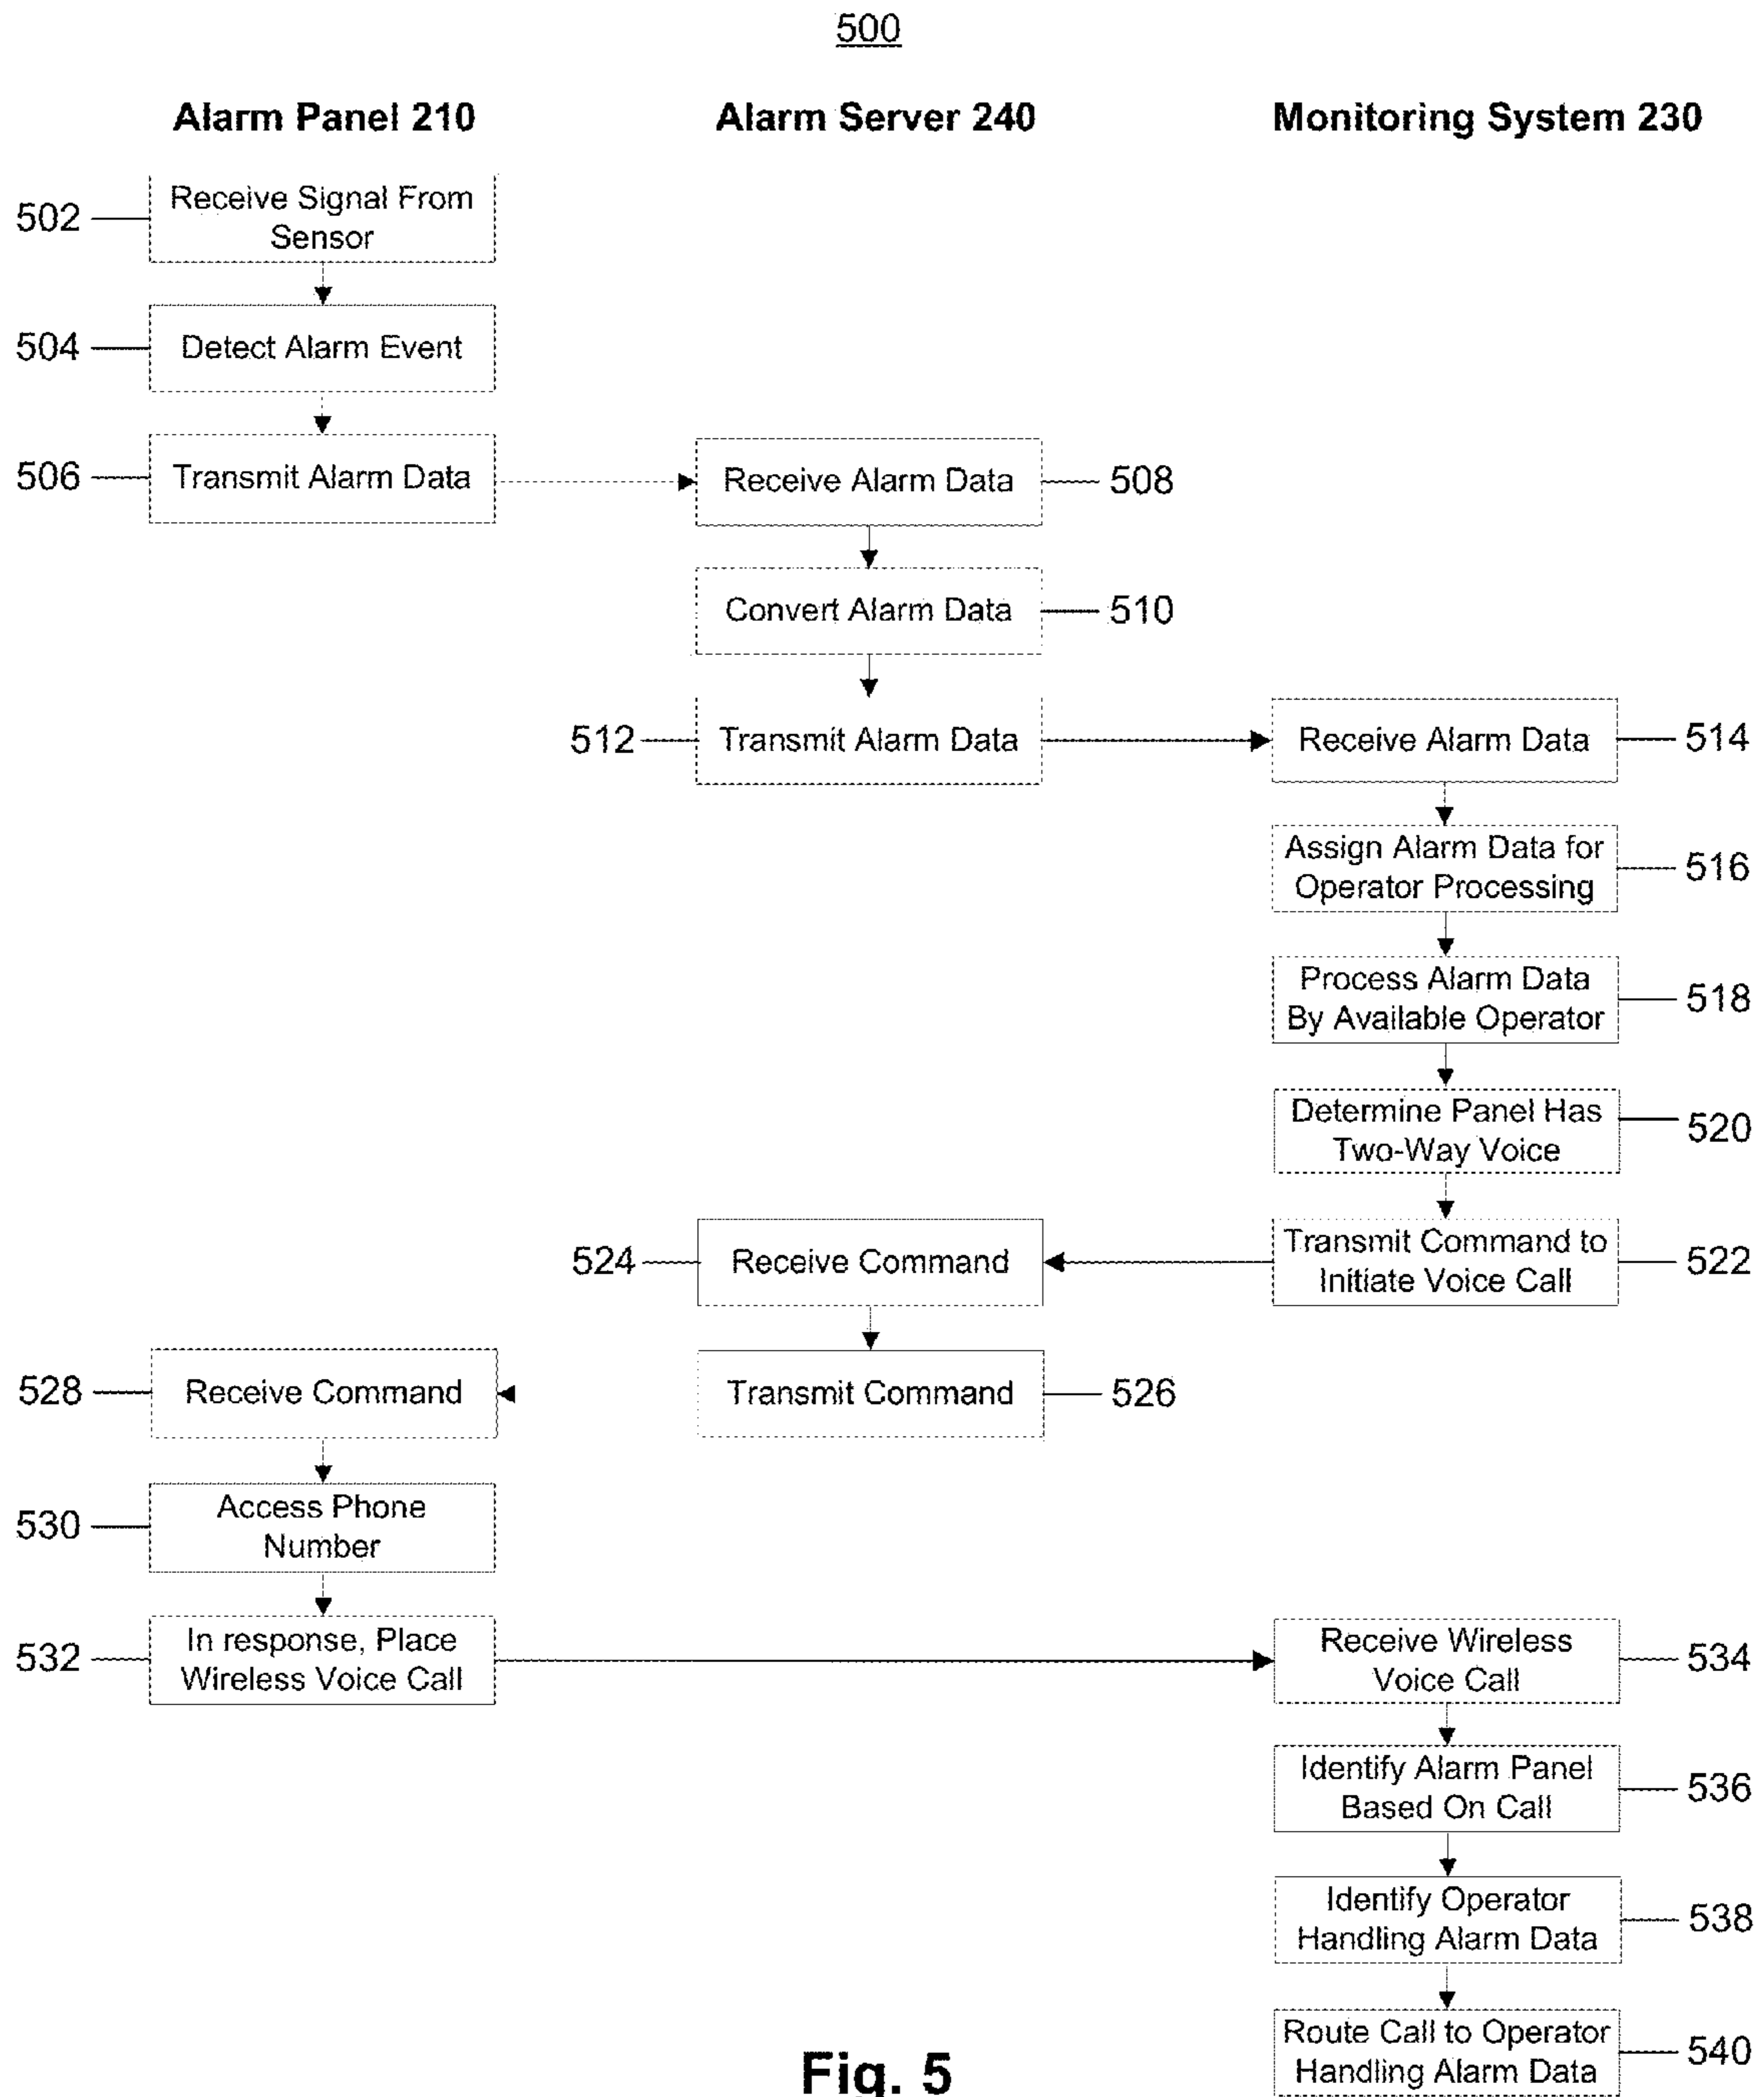 500
Alarm Panel 210
Alarm Server 240
Monitoring System 230
502
Receive Signal From
Sensor
504
Detect Alarm Event
506
Transmit Alarm Data
Receive Alarm Data
508
Convert Alarm Data
510
512
Transmit Alarm Data
Receive Alarm Data
514
Assign Alarm Data for
Operator Processing
516
Process Alarm Data
By Available Operator
518
Determine Panel Has
Two-Way Voice
520
Transmit Command to
Initiate Voice Call
522
524
Receive Command
Transmit Command
526
528
Receive Command
530
Access Phone
Number
532
In response, Place
Wireless Voice Call
Receive Wireless
Voice Call
534
Identify Alarm Panel
Based On Call
536
Identify Operator
Handling Alarm Data
538
Route Call to Operator
Handling Alarm Data
540
Fig. 5